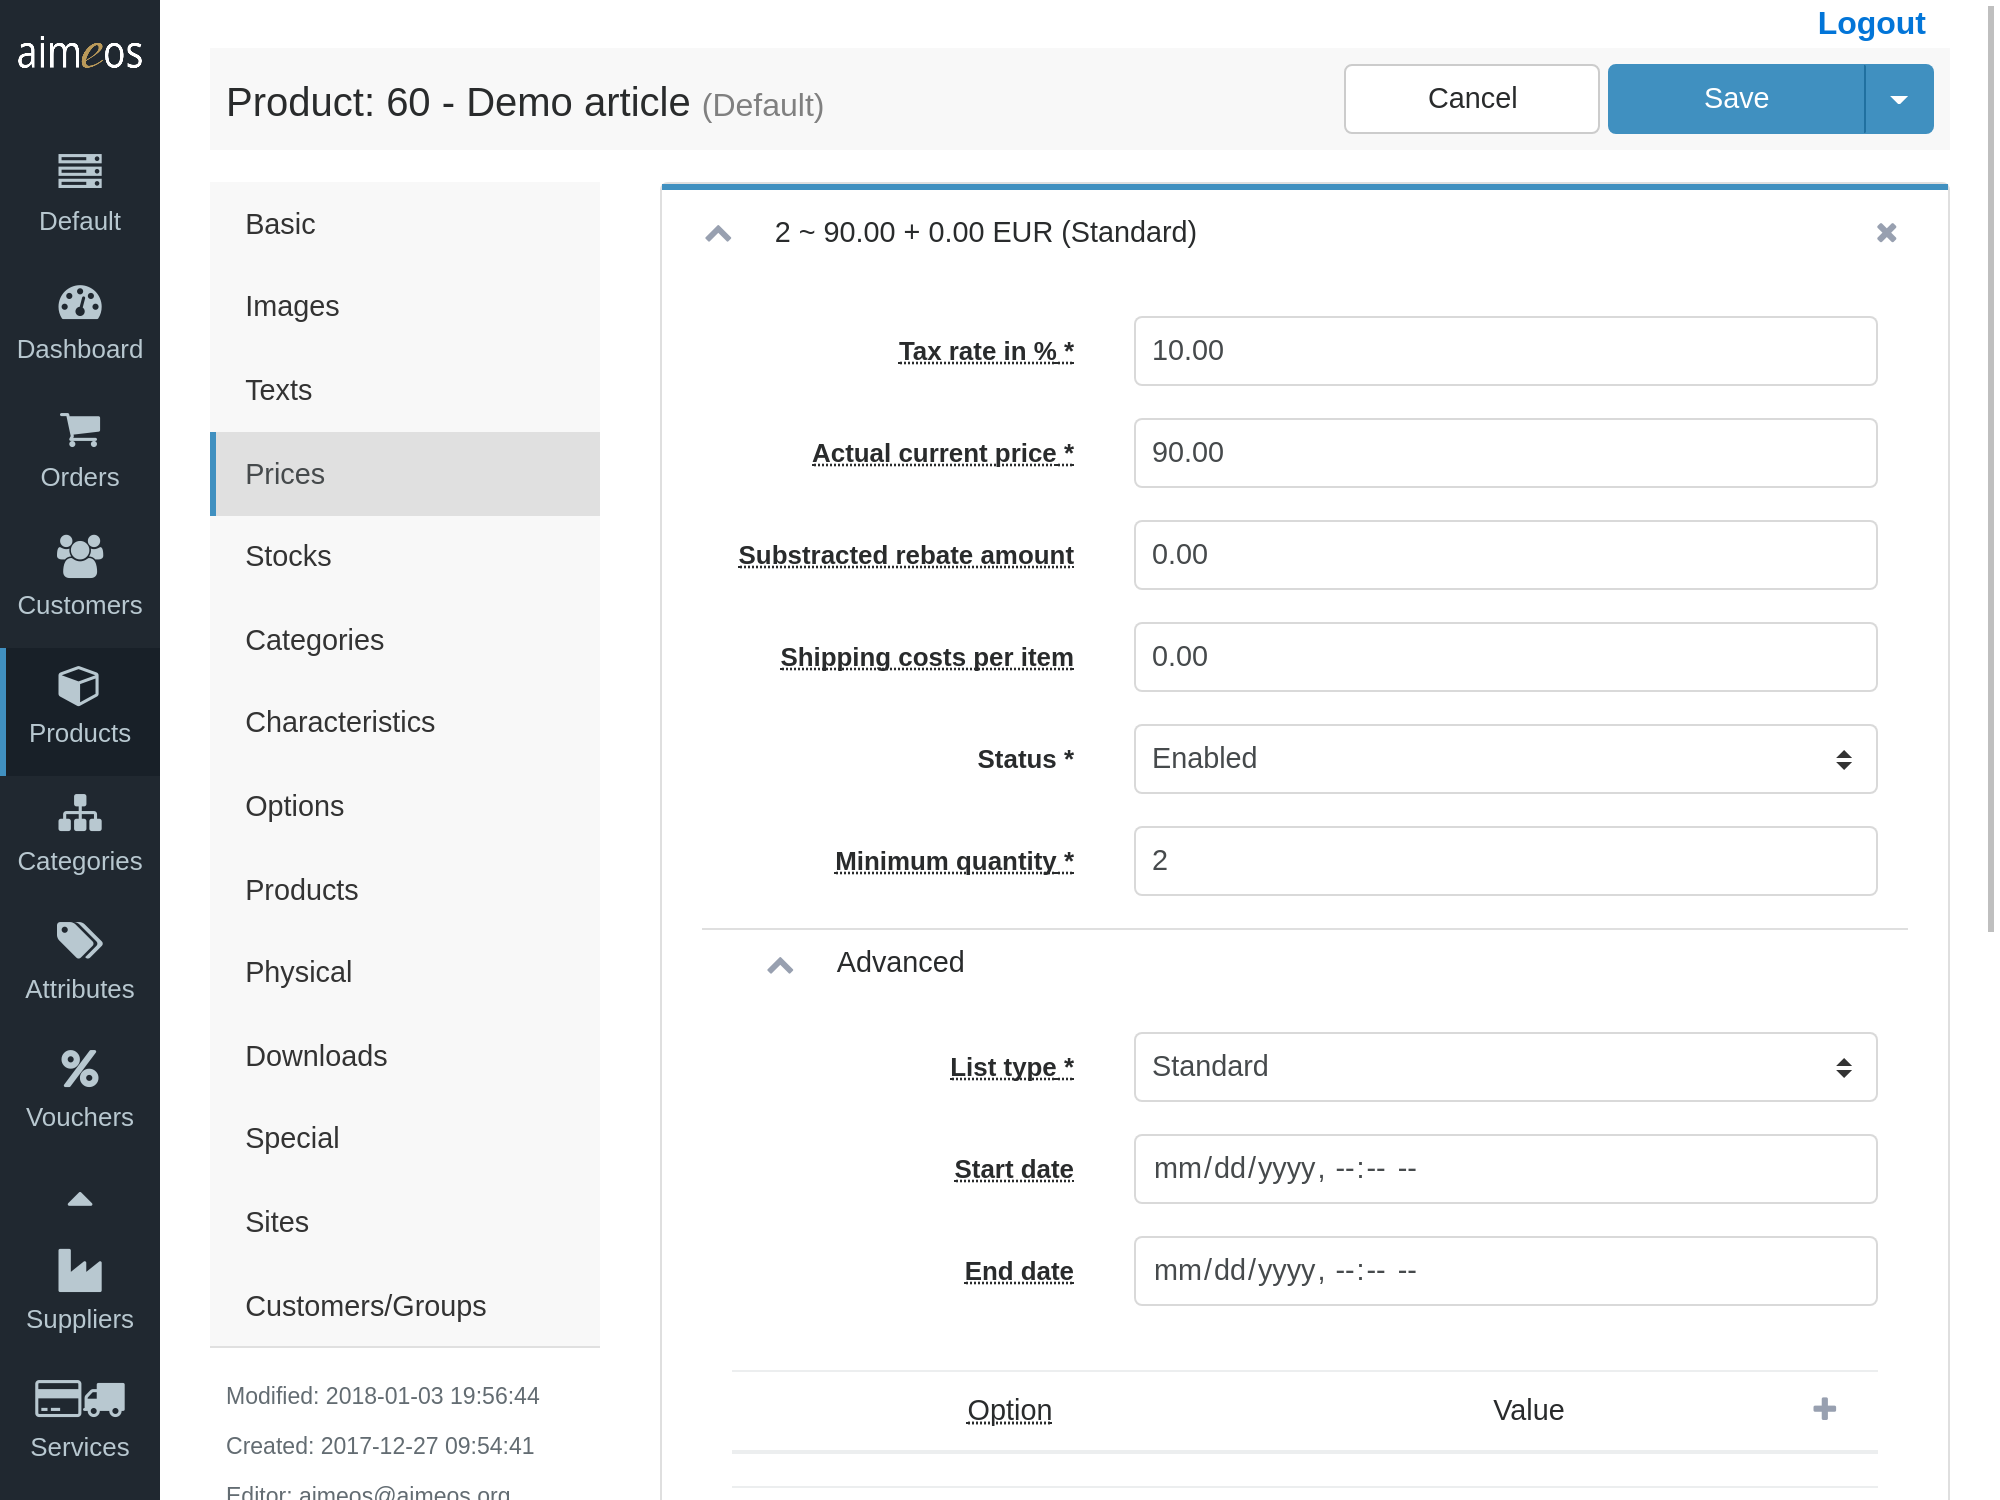 aimeos
Default
Dashboard
Orders
Customers
Products
Categories
Attributes
Vouchers
Suppliers
Services
Logout
Product: 60 - Demo article (Default)
Cancel
Save
Basic
Images
Texts
Prices
Stocks
Categories
Characteristics
Options
Products
Physical
Downloads
Special
Sites
Customers/Groups
Modified: 2018-01-03 19:56:44
Created: 2017-12-27 09:54:41
Editor: aimeos@aimeos.org
2 ~ 90.00 + 0.00 EUR (Standard)
Tax rate in % * 10.00
Actual current price * 90.00
Substracted rebate amount 0.00
Shipping costs per item 0.00
Status * Enabled
Minimum quantity * 2
Advanced
List type * Standard
Start date mm/dd/yyyy, --:-- --
End date mm/dd/yyyy, --:-- --
Option Value